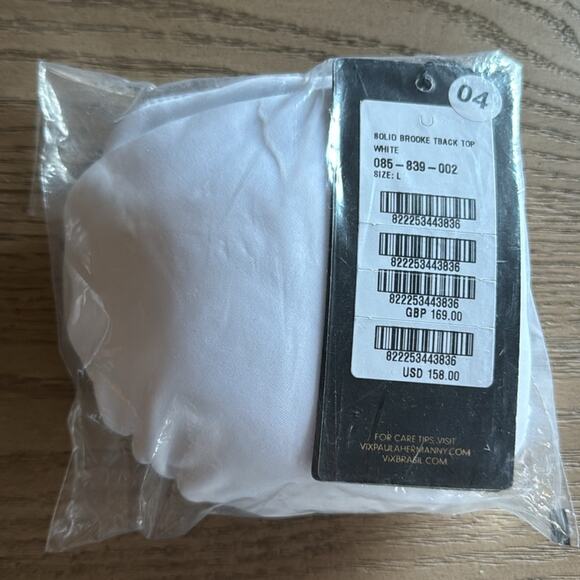 04
SOLID BROOKE TBACK TOP
WHITE
085-839-002
SIZE: L
822253443836
822253443836
822253443836
GBP 169.00
822253443836
USD 158.00
FOR CARE TIPS, VISIT
VIXPAULAHERMANNY.COM
VIXBRASIL.COM